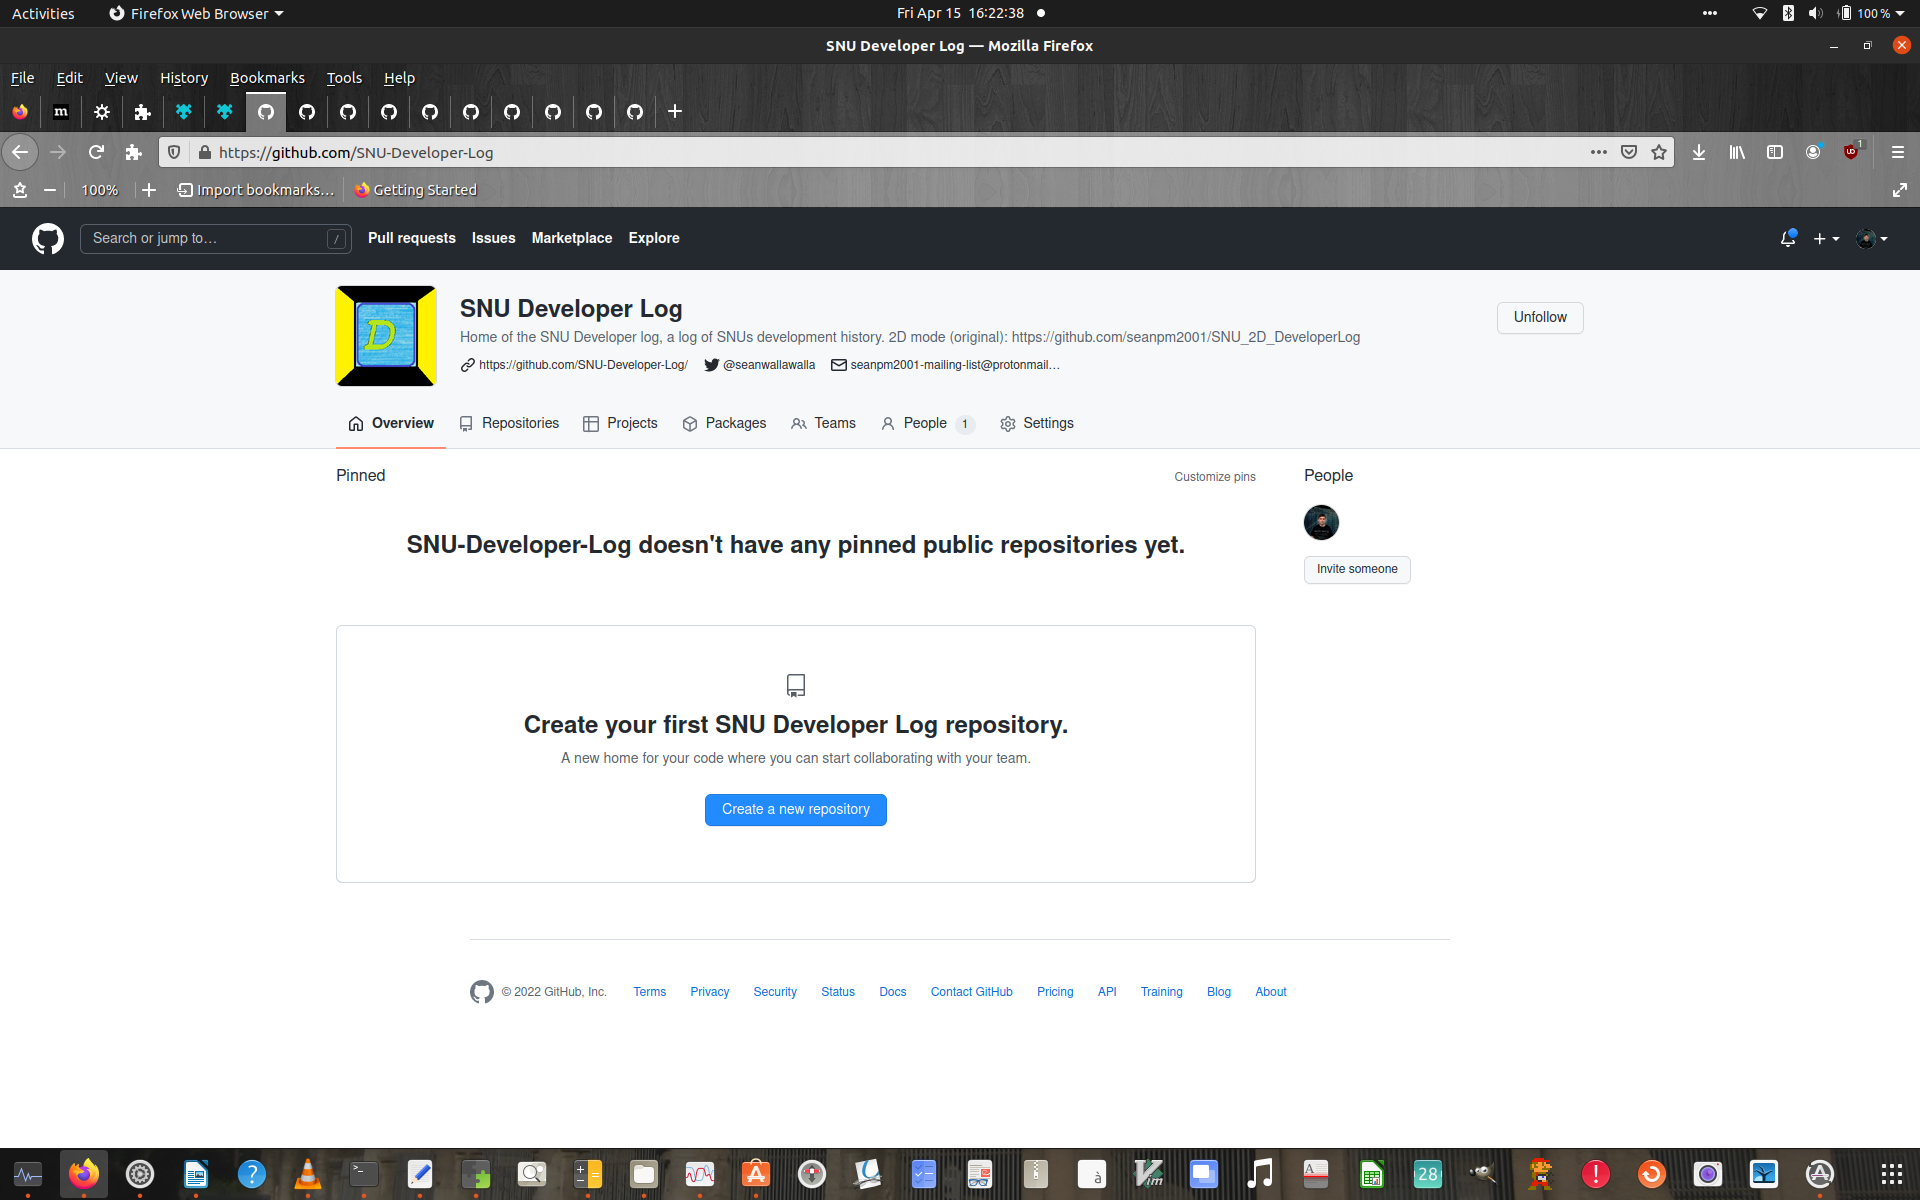 Activities Firefox Web Browser Fri Apr 15 16:22:38 100 %
SNU Developer Log — Mozilla Firefox
File Edit View History Bookmarks Tools Help
m
https://github.com/SNU-Developer-Log 1
100% Import bookmarks… Getting Started
Search or jump to… / Pull requests Issues Marketplace Explore
D
SNU Developer Log
Unfollow
Home of the SNU Developer log, a log of SNUs development history. 2D mode (original): https://github.com/seanpm2001/SNU_2D_DeveloperLog
https://github.com/SNU-Developer-Log/ @seanwallawalla seanpm2001-mailing-list@protonmail…
Overview Repositories Projects Packages Teams People 1 Settings
Pinned Customize pins People
SNU-Developer-Log doesn't have any pinned public repositories yet.
Invite someone
Create your first SNU Developer Log repository.
A new home for your code where you can start collaborating with your team.
Create a new repository
© 2022 GitHub, Inc. Terms Privacy Security Status Docs Contact GitHub Pricing API Training Blog About
? >_ à Vim A 28 !